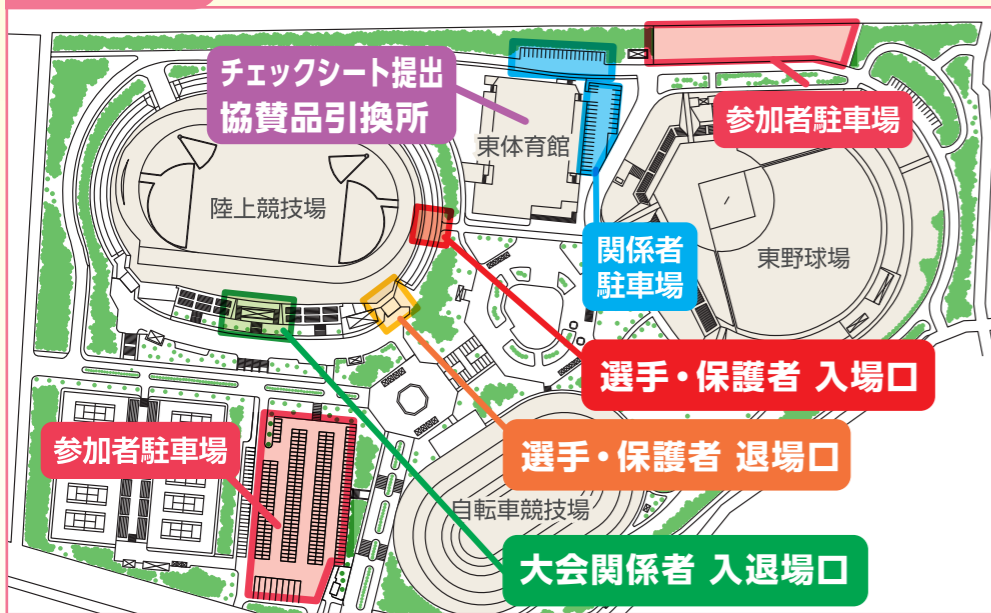 チェックシート提出
協賛品引換所
東体育館
参加者駐車場
陸上競技場
関係者
駐車場
東野球場
選手・保護者 入場口
選手・保護者 退場口
参加者駐車場
自転車競技場
大会関係者 入退場口